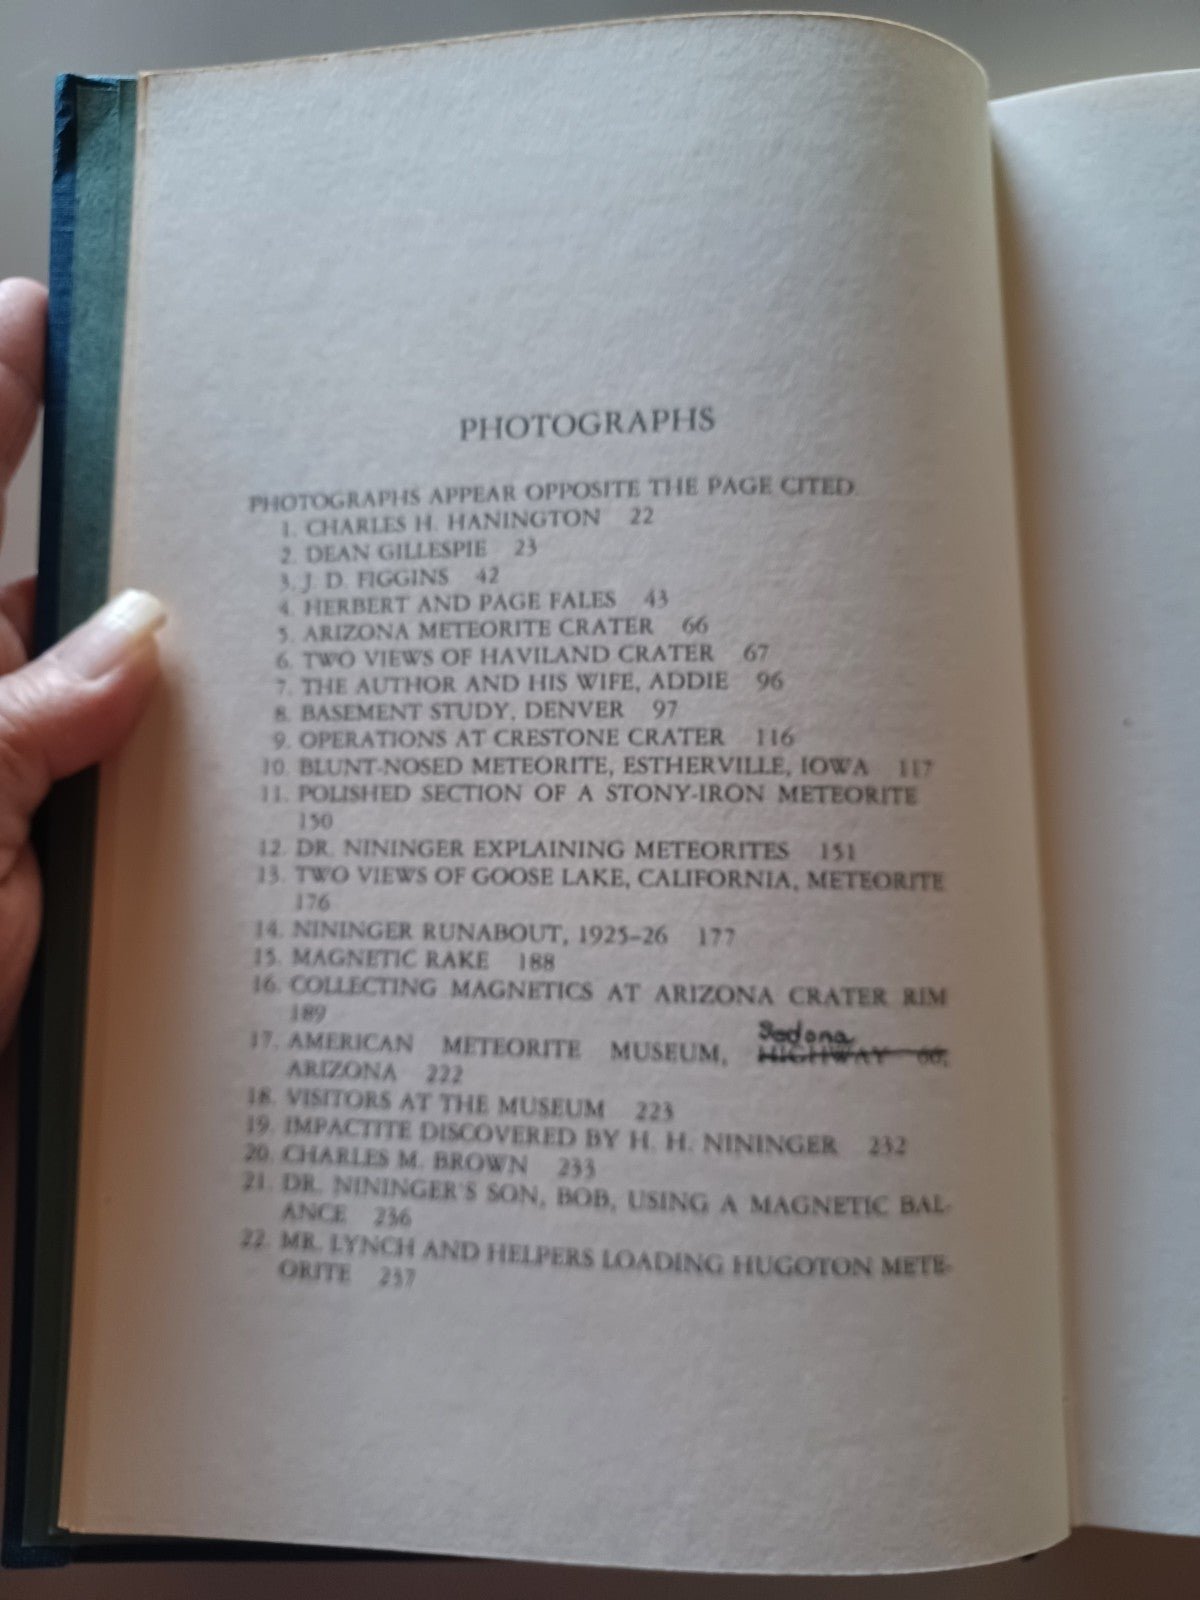 PHOTOGRAPHS
PHOTOGRAPHS APPEAR OPPOSITE THE PAGE CITED.
1. CHARLES H. HANINGTON 22
2. DEAN GILLESPIE 23
3. J. D. FIGGINS 42
4. HERBERT AND PAGE FALES 43
5. ARIZONA METEORITE CRATER 66
6. TWO VIEWS OF HAVILAND CRATER 67
7. THE AUTHOR AND HIS WIFE, ADDIE 96
8. BASEMENT STUDY, DENVER 97
9. OPERATIONS AT CRESTONE CRATER 116
10. BLUNT-NOSED METEORITE, ESTHERVILLE, IOWA 117
11. POLISHED SECTION OF A STONY-IRON METEORITE
150
12. DR. NININGER EXPLAINING METEORITES 151
13. TWO VIEWS OF GOOSE LAKE, CALIFORNIA, METEORITE
176
14. NININGER RUNABOUT, 1925–26 177
15. MAGNETIC RAKE 188
16. COLLECTING MAGNETICS AT ARIZONA CRATER RIM
189
Sedona
17. AMERICAN METEORITE MUSEUM, HIGHWAY 66,
ARIZONA 222
18. VISITORS AT THE MUSEUM 223
19. IMPACTITE DISCOVERED BY H. H. NININGER 232
20. CHARLES M. BROWN 233
21. DR. NININGER'S SON, BOB, USING A MAGNETIC BAL-
ANCE 236
22. MR. LYNCH AND HELPERS LOADING HUGOTON METE-
ORITE 237